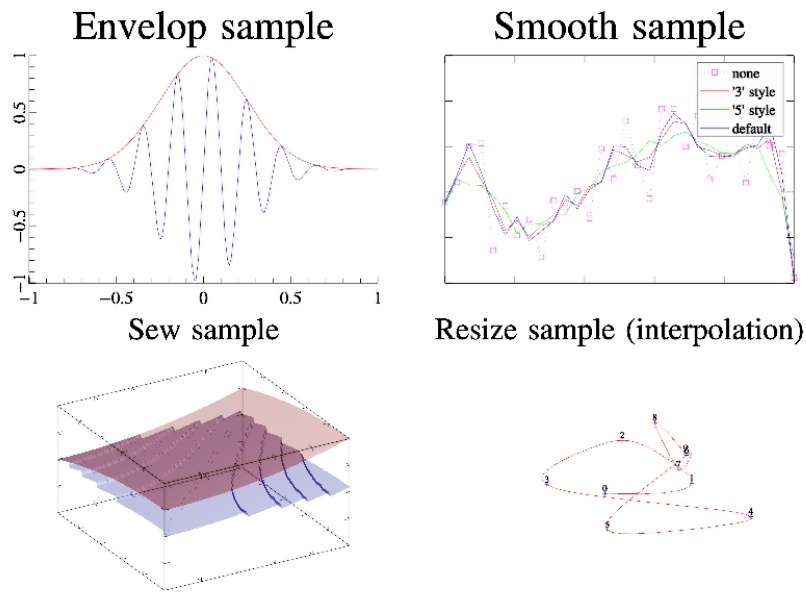 Envelop sample
Smooth sample
1
0.5
0
−0.5
−1
−1
−0.5
0
0.5
1
none
'3' style
'5' style
default
Sew sample
Resize sample (interpolation)
2
7
3
0
1
4
5